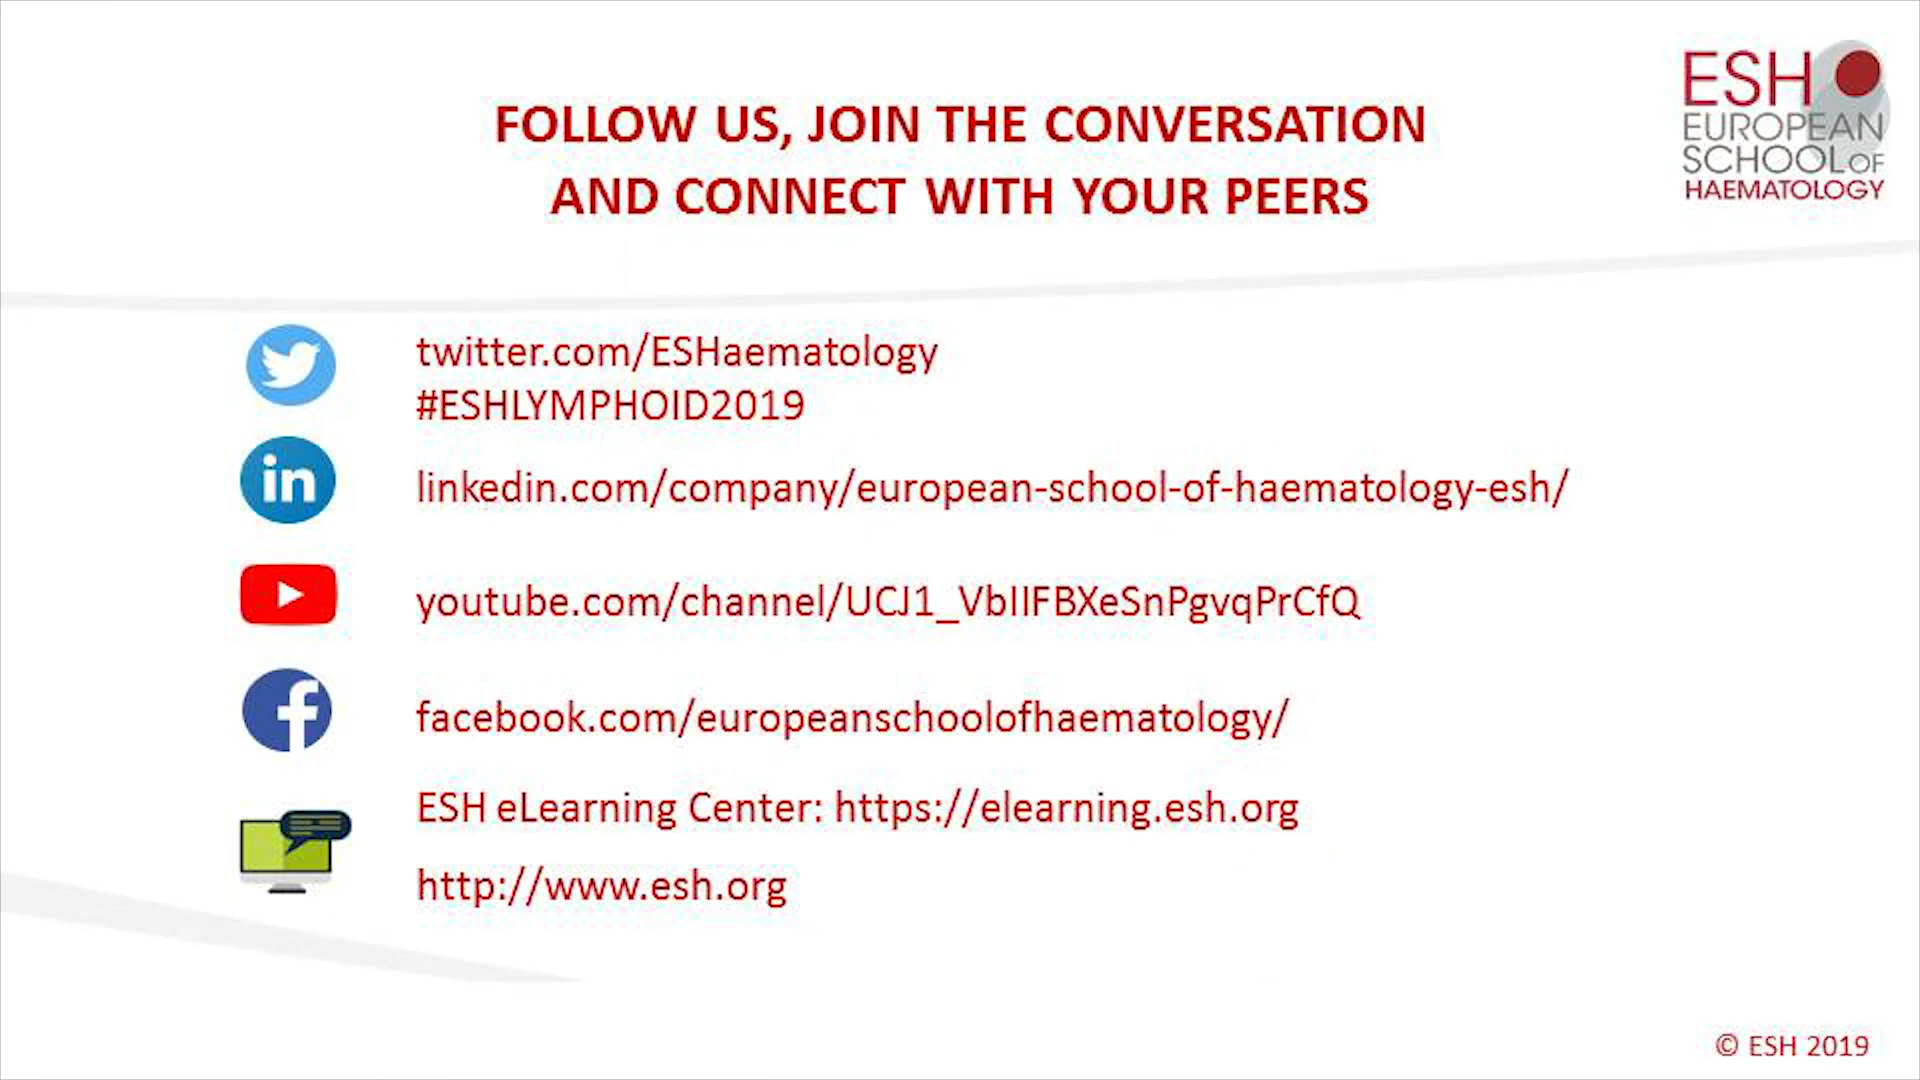 FOLLOW US, JOIN THE CONVERSATION
AND CONNECT WITH YOUR PEERS
ESH
EUROPEAN
SCHOOL OF
HAEMATOLOGY
twitter.com/ESHaematology
#ESHLYMPHOID2019
in
linkedin.com/company/european-school-of-haematology-esh/
youtube.com/channel/UCJ1_VbIIFBXeSnPgvqPrCfQ
f
facebook.com/europeanschoolofhaematology/
ESH eLearning Center: https://elearning.esh.org
http://www.esh.org
© ESH 2019